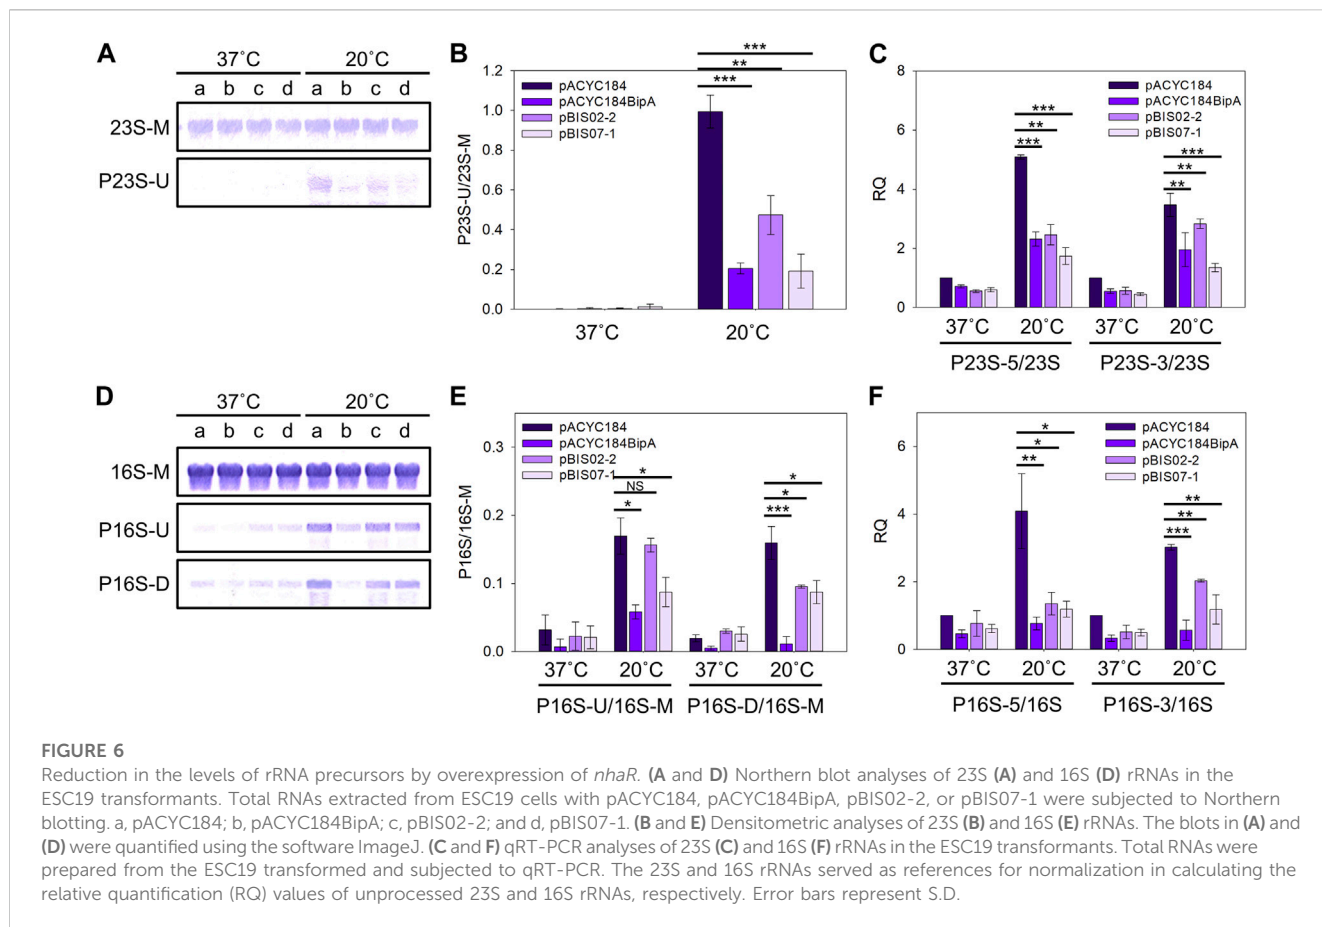 A
37°C 20°C
a b c d a b c d
23S-M
P23S-U
B
P23S-U/23S-M
1.2
1.0
0.8
0.6
0.4
0.2
0.0
pACYC184
pACYC184BipA
pBIS02-2
pBIS07-1
***
**
***
37°C 20°C
C
RQ
8
6
4
2
0
pACYC184
pACYC184BipA
pBIS02-2
pBIS07-1
***
**
***
***
**
**
37°C 20°C 37°C 20°C
P23S-5/23S P23S-3/23S
D
37°C 20°C
a b c d a b c d
16S-M
P16S-U
P16S-D
E
P16S/16S-M
0.3
0.2
0.1
0.0
pACYC184
pACYC184BipA
pBIS02-2
pBIS07-1
*
NS
*
*
*
***
37°C 20°C 37°C 20°C
P16S-U/16S-M P16S-D/16S-M
F
RQ
6
4
2
0
pACYC184
pACYC184BipA
pBIS02-2
pBIS07-1
*
*
**
**
**
***
37°C 20°C 37°C 20°C
P16S-5/16S P16S-3/16S
FIGURE 6
Reduction in the levels of rRNA precursors by overexpression of nhaR. (A and D) Northern blot analyses of 23S (A) and 16S (D) rRNAs in the
ESC19 transformants. Total RNAs extracted from ESC19 cells with pACYC184, pACYC184BipA, pBIS02-2, or pBIS07-1 were subjected to Northern
blotting. a, pACYC184; b, pACYC184BipA; c, pBIS02-2; and d, pBIS07-1. (B and E) Densitometric analyses of 23S (B) and 16S (E) rRNAs. The blots in (A) and
(D) were quantified using the software ImageJ. (C and F) qRT-PCR analyses of 23S (C) and 16S (F) rRNAs in the ESC19 transformants. Total RNAs were
prepared from the ESC19 transformed and subjected to qRT-PCR. The 23S and 16S rRNAs served as references for normalization in calculating the
relative quantification (RQ) values of unprocessed 23S and 16S rRNAs, respectively. Error bars represent S.D.